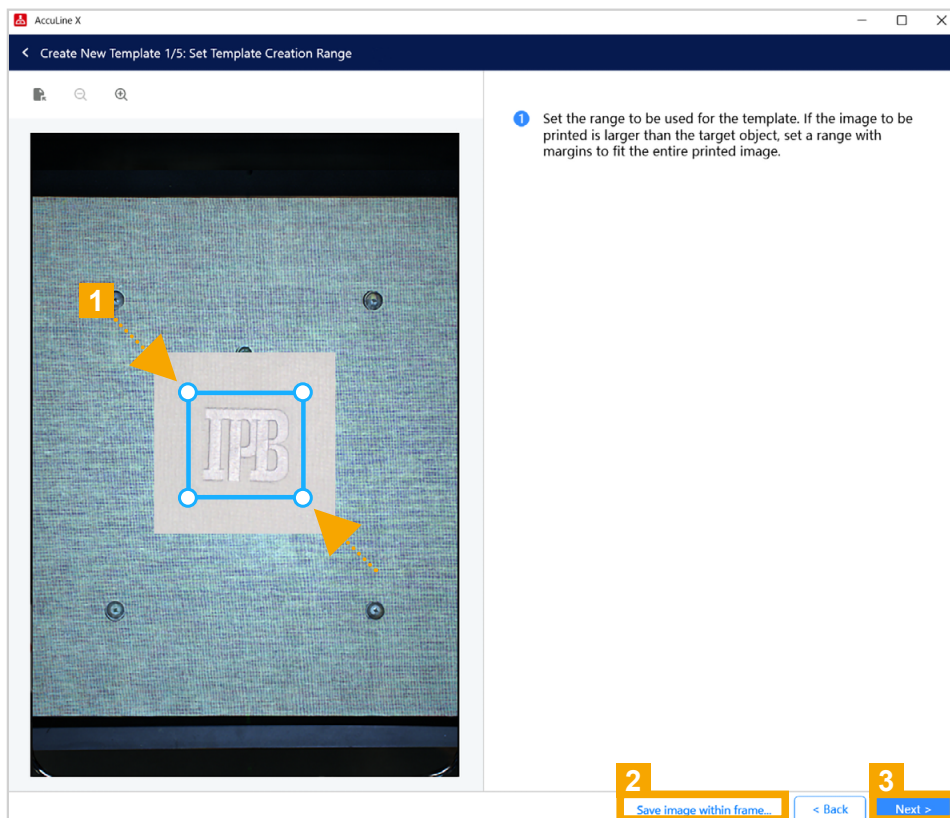 AccuLine X
Create New Template 1/5: Set Template Creation Range
1 Set the range to be used for the template. If the image to be
printed is larger than the target object, set a range with
margins to fit the entire printed image.
1
IPB
2
3
Save image within frame...
< Back
Next >